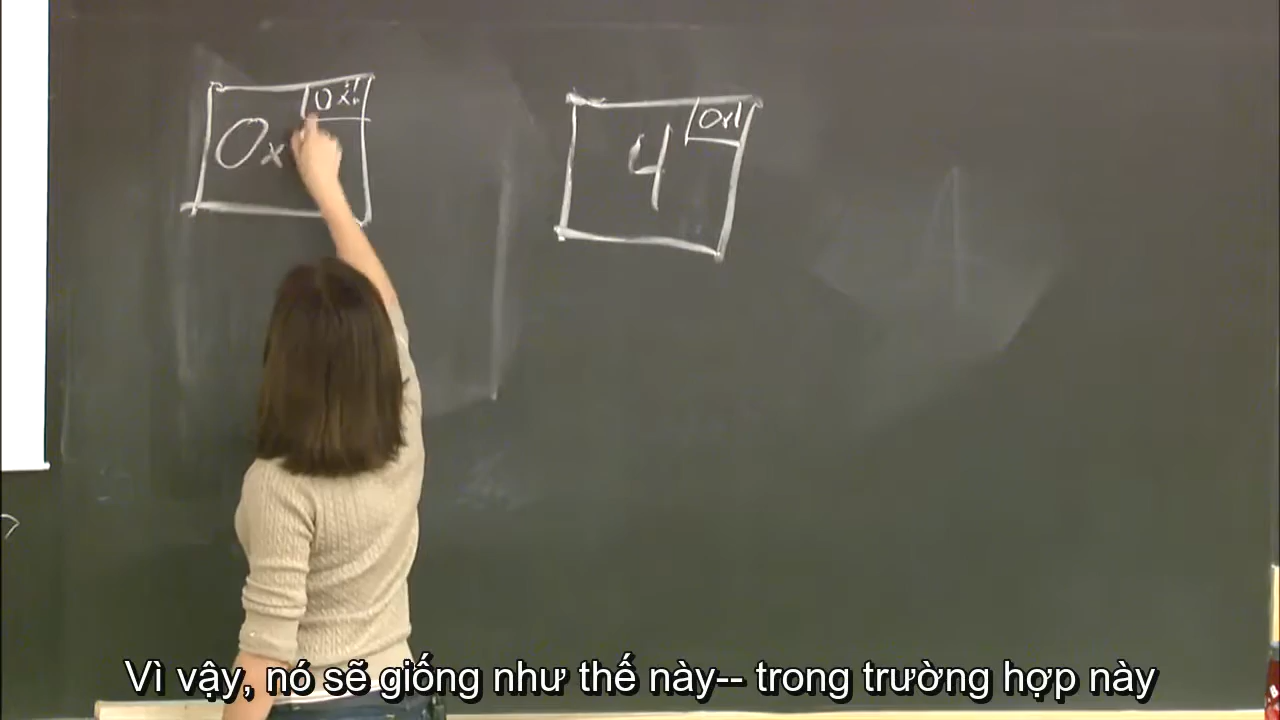 0x
4
0x1
Vì vậy, nó sẽ giống như thế này-- trong trường hợp này